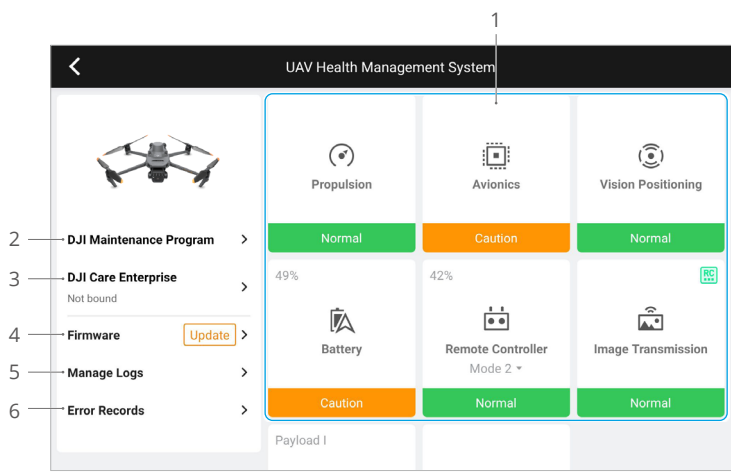 1
UAV Health Management System
Propulsion
Avionics
Vision Positioning
Normal
Caution
Normal
2
DJI Maintenance Program
3
DJI Care Enterprise
Not bound
4
Firmware
Update
5
Manage Logs
6
Error Records
49%
42%
RC
Battery
Remote Controller
Mode 2
Image Transmission
Caution
Normal
Normal
Payload I